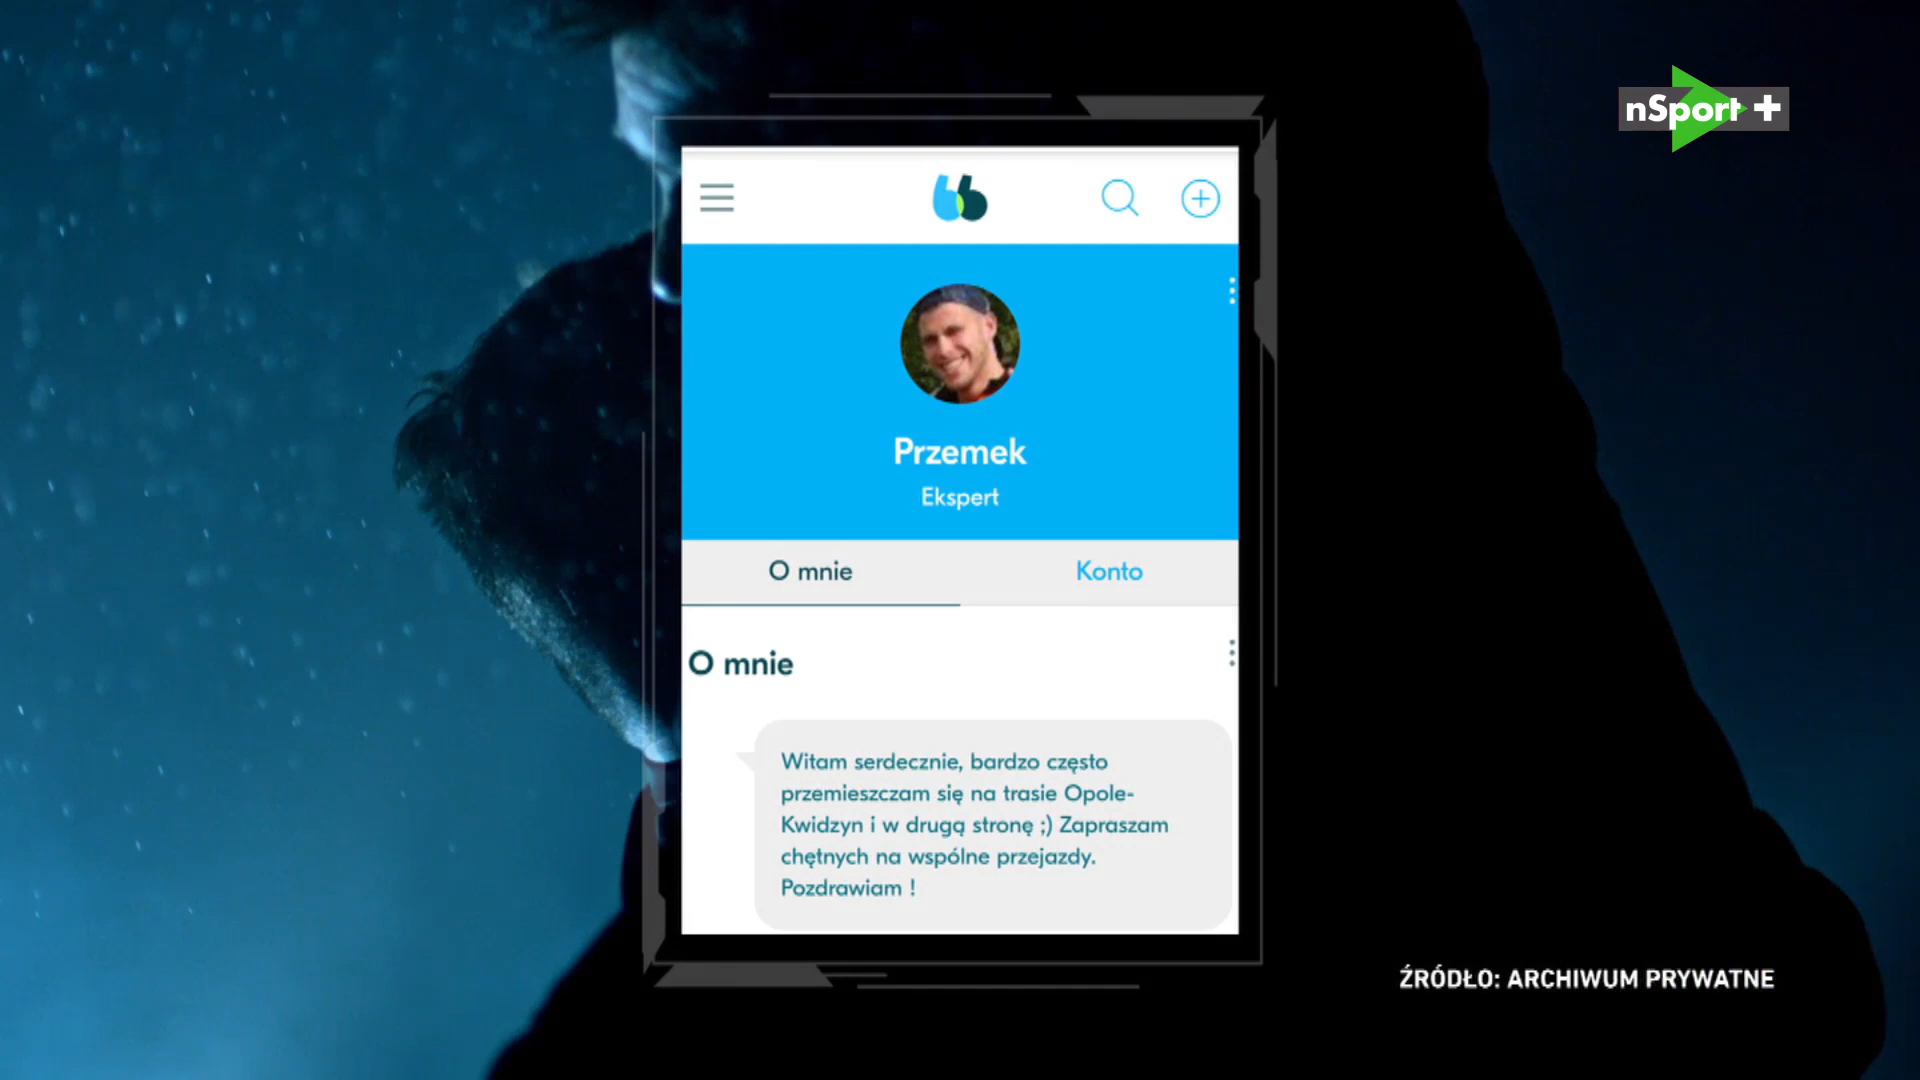 nSport +
Przemek
Ekspert
O mnie
Konto
O mnie
Witam serdecznie, bardzo często
przemieszczam się na trasie Opole-
Kwidzyn i w drugą stronę ;) Zapraszam
chętnych na wspólne przejazdy.
Pozdrawiam !
ŹRÓDŁO: ARCHIWUM PRYWATNE